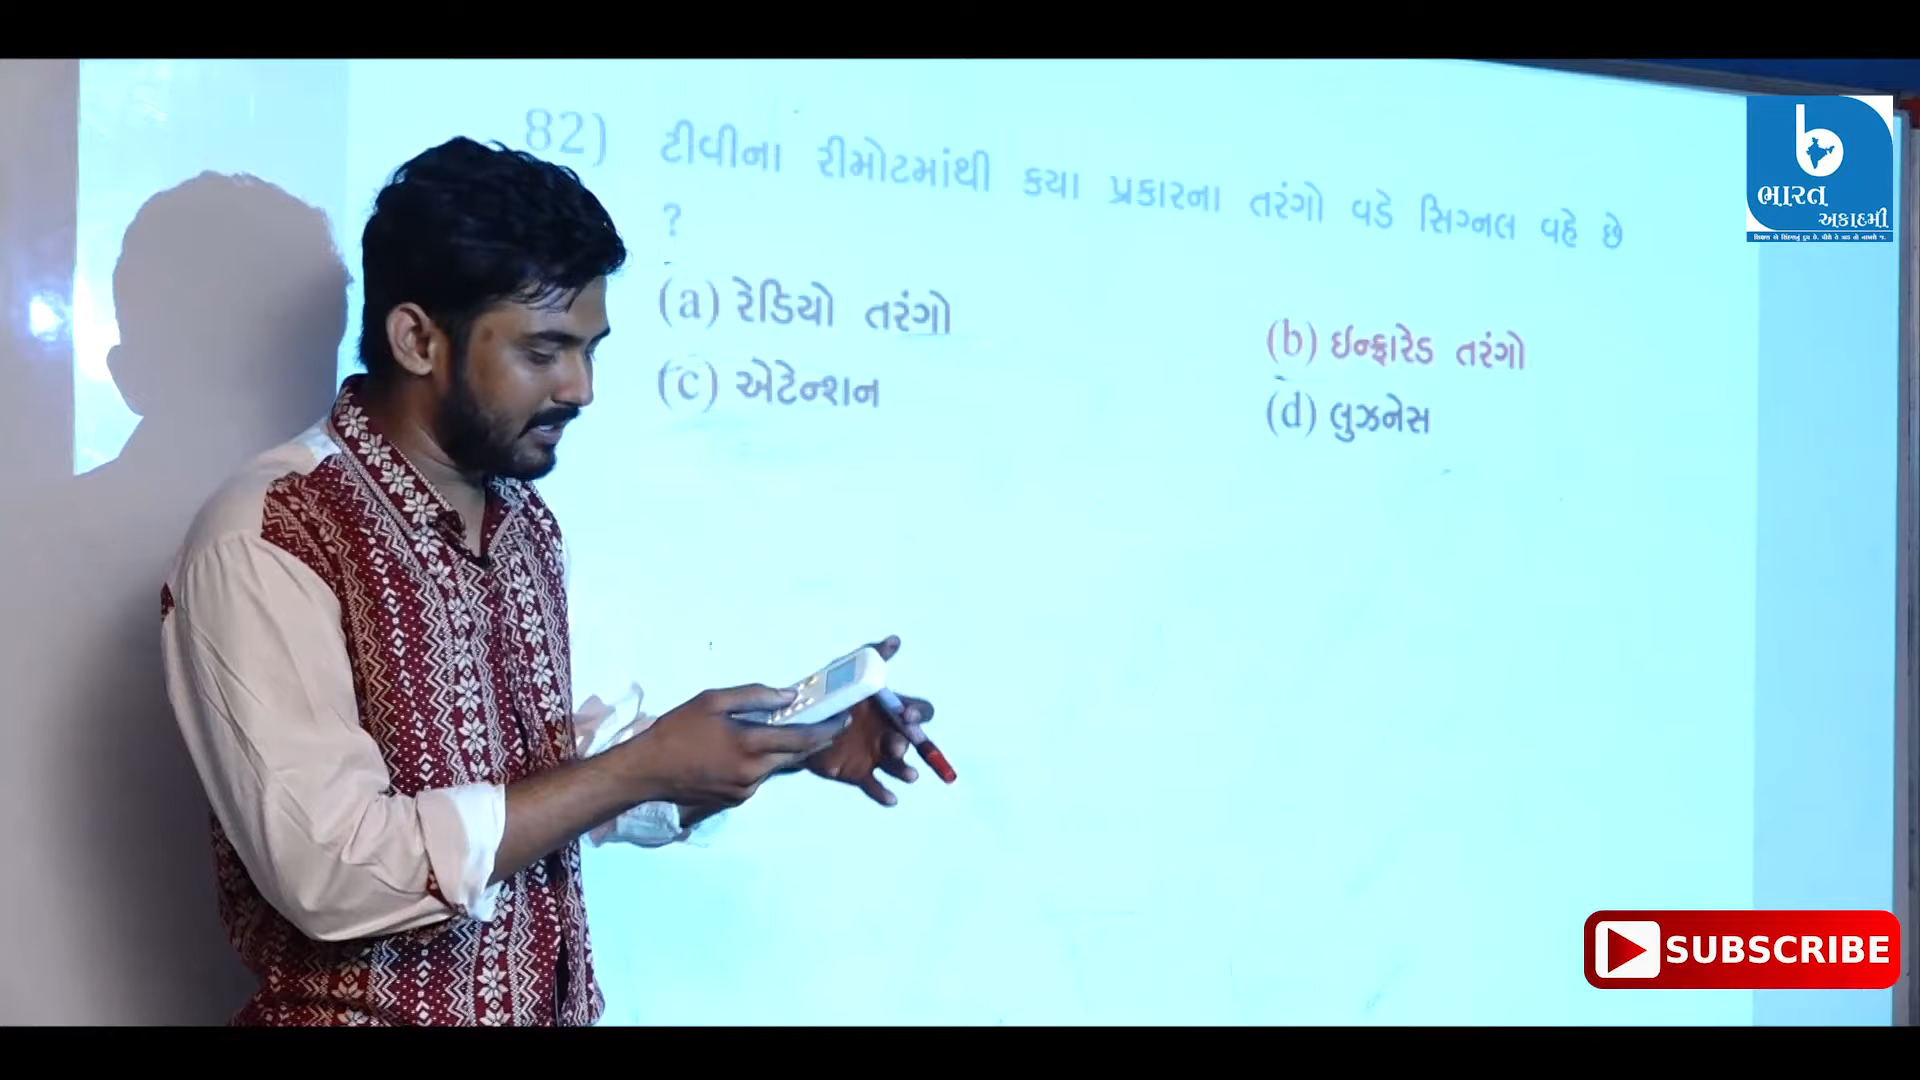 82) ટીવીના રીમોટમાંથી કયા પ્રકારના તરંગો વડે સિગ્નલ વહે છે
?
(a) રેડિયો તરંગો
(b) ઈન્ફ્રારેડ તરંગો
(c) એટેન્શન
(d) લુઝનેસ
b
ભારત
અકાદમી
SUBSCRIBE